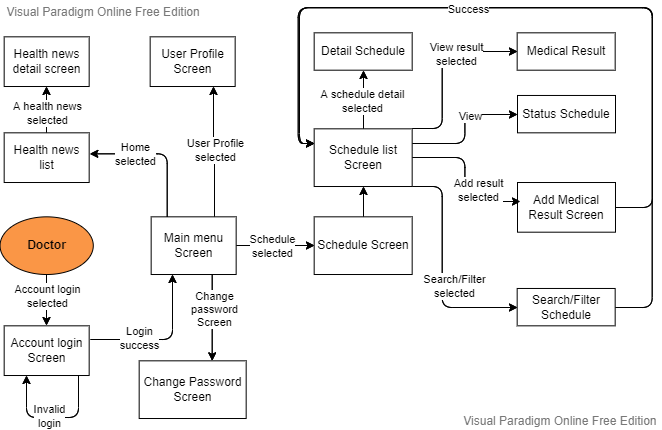 Visual Paradigm Online Free Edition
Success
Health news
detail screen
User Profile
Screen
Detail Schedule
View result
selected
Medical Result
A health news
selected
A schedule detail
selected
View
Status Schedule
Health news
list
Home
selected
User Profile
selected
Schedule list
Screen
Add result
selected
Add Medical
Result Screen
Doctor
Main menu
Screen
Schedule
selected
Schedule Screen
Account login
selected
Change
password
Screen
Search/Filter
selected
Search/Filter
Schedule
Account login
Screen
Login
success
Change Password
Screen
Invalid
login
Visual Paradigm Online Free Edition